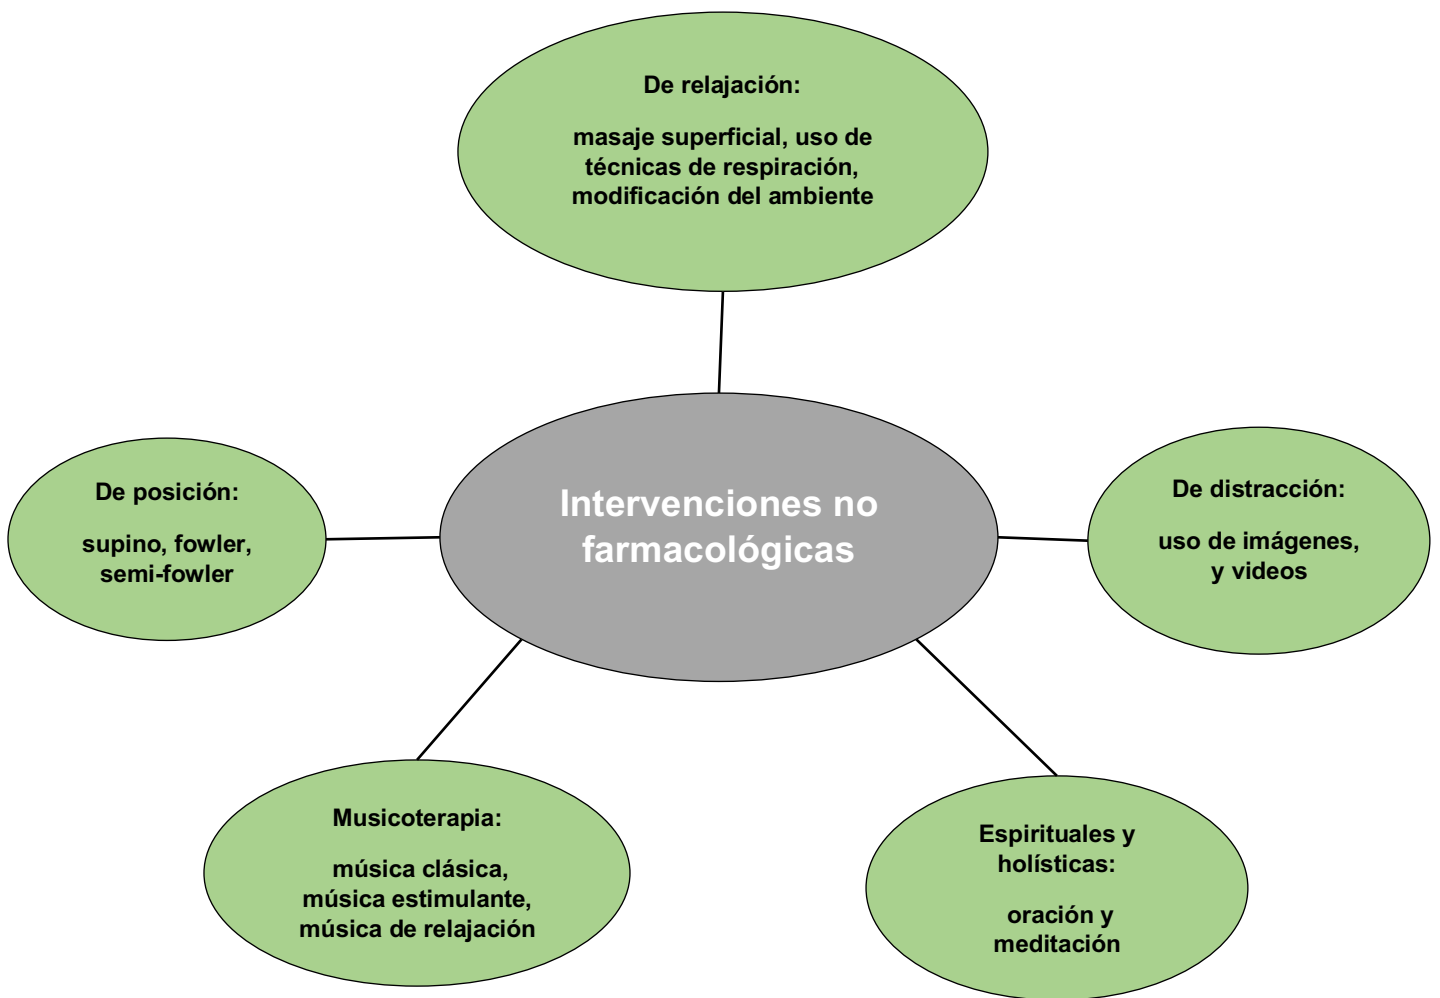 De relajación:
masaje superficial, uso de
técnicas de respiración,
modificación del ambiente
De posición:
supino, fowler,
semi-fowler
Intervenciones no
farmacológicas
De distracción:
uso de imágenes,
y videos
Musicoterapia:
música clásica,
música estimulante,
música de relajación
Espirituales y
holísticas:
oración y
meditación